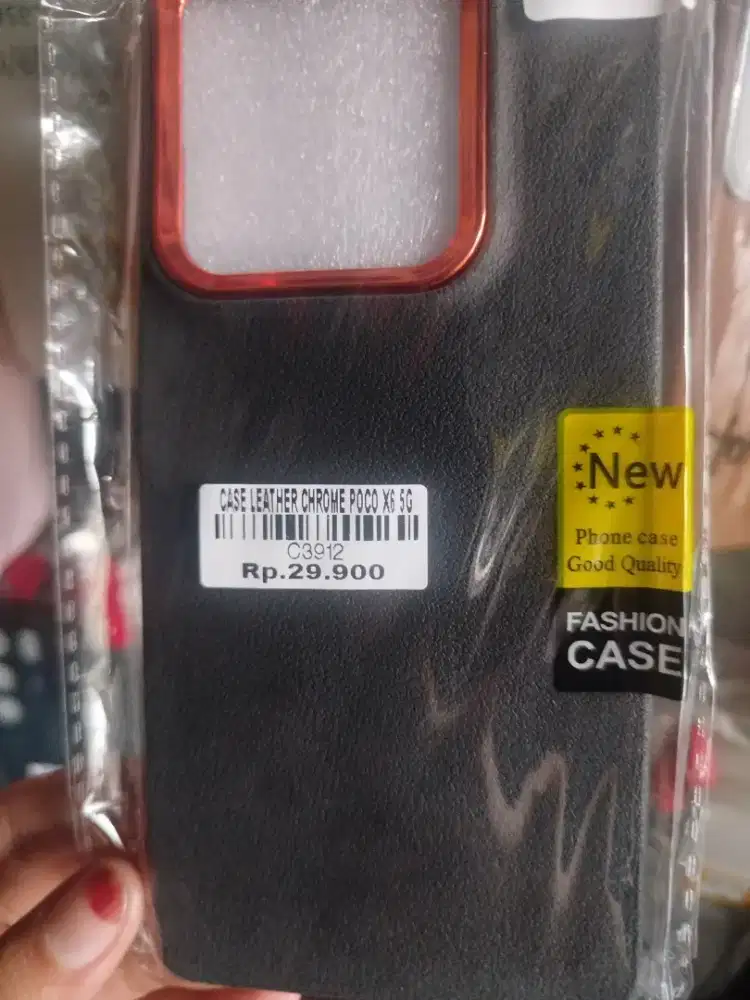 CASE LEATHER CHROME POCO X6 5G
C3912
Rp.29.900
New
Phone case
Good Quality
FASHION
CASE